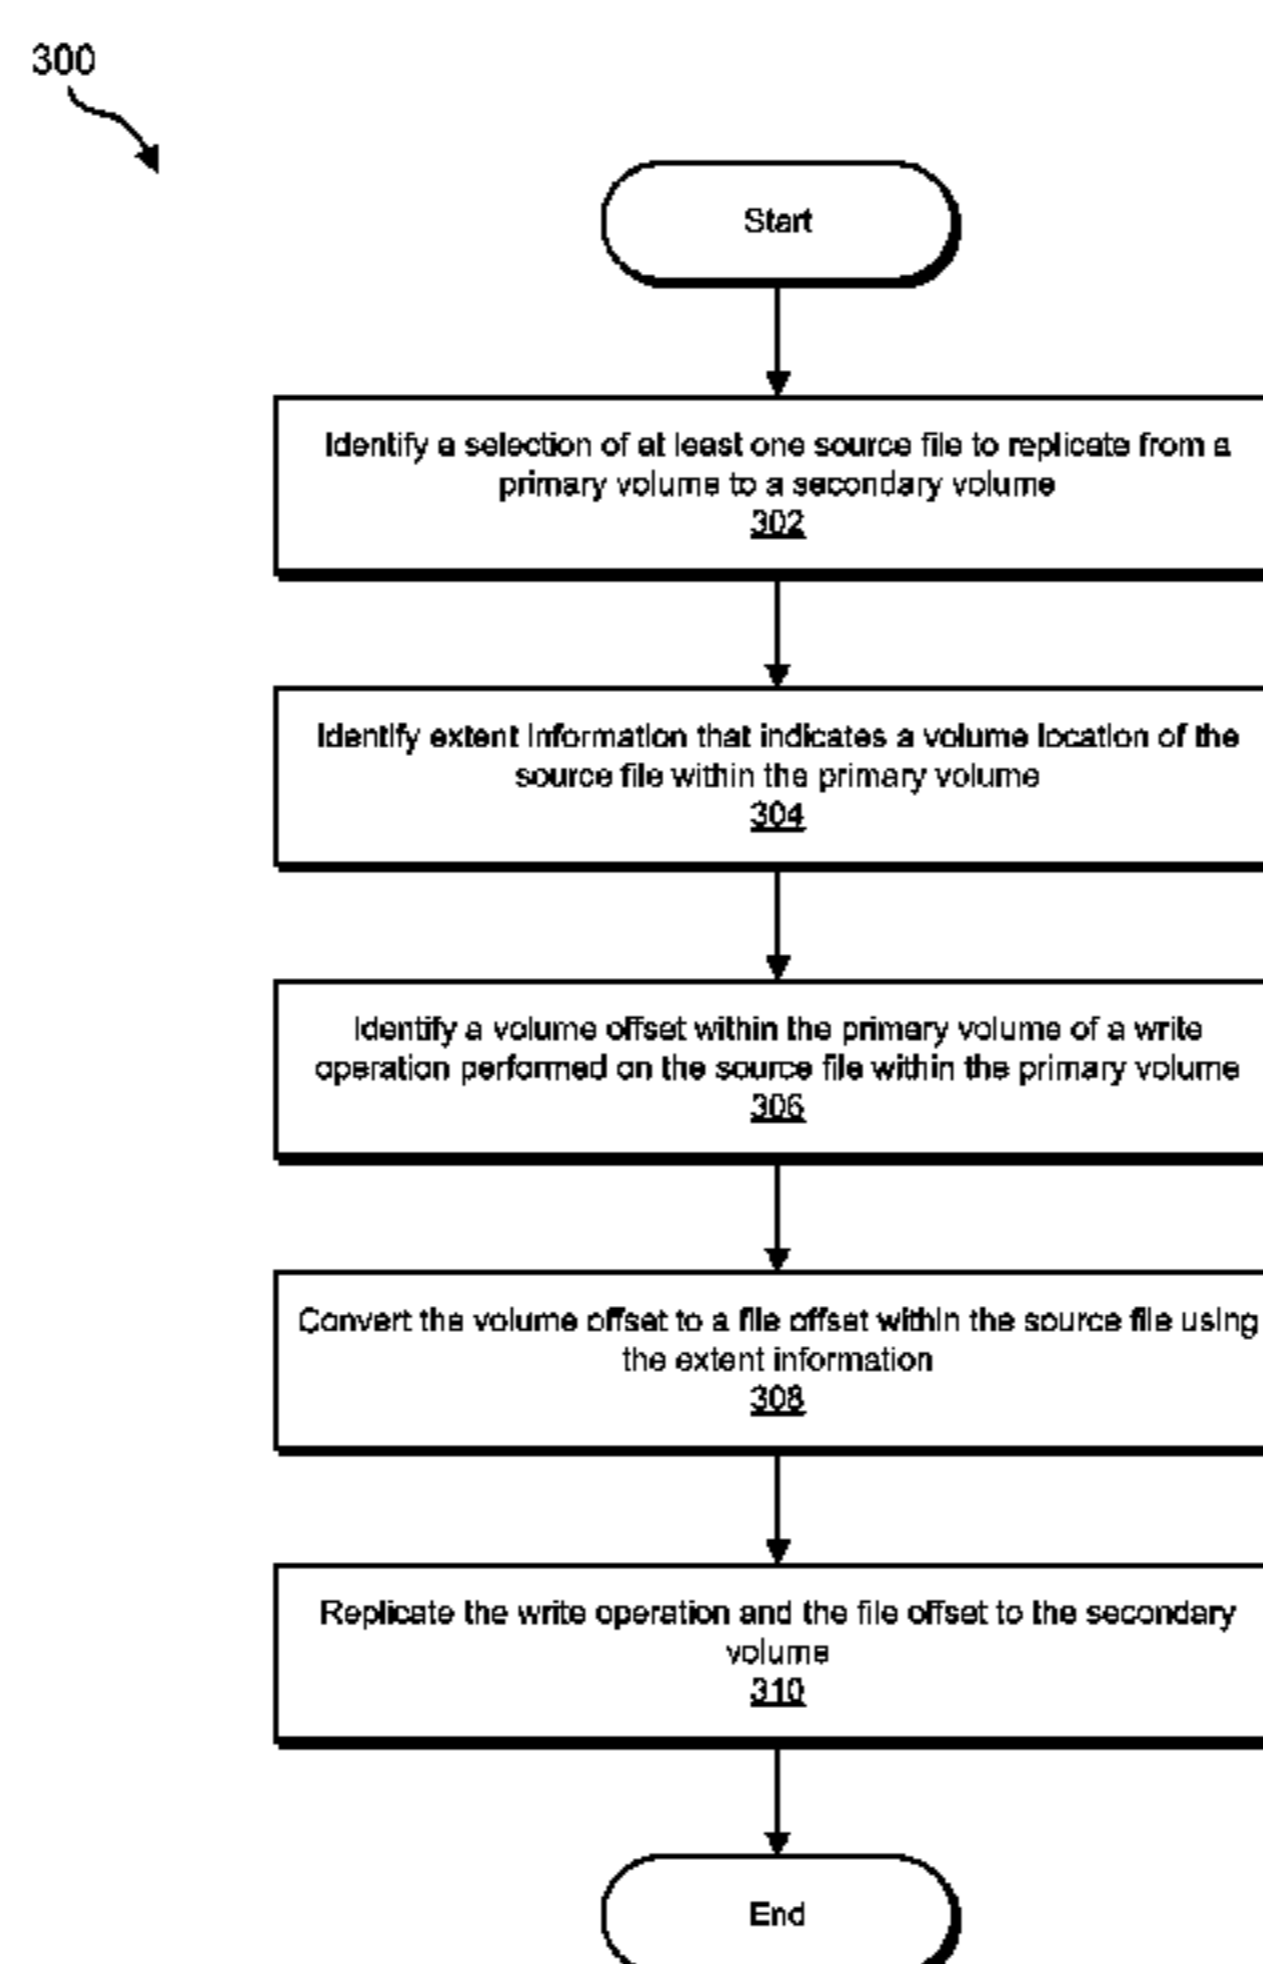 300
Start
Identify a selection of at least one source file to replicate from a
primary volume to a secondary volume
302
Identify extent information that indicates a volume location of the
source file within the primary volume
304
Identify a volume offset within the primary volume of a write
operation performed on the source file within the primary volume
306
Convert the volume offset to a file offset within the source file using
the extent information
308
Replicate the write operation and the file offset to the secondary
volume
310
End